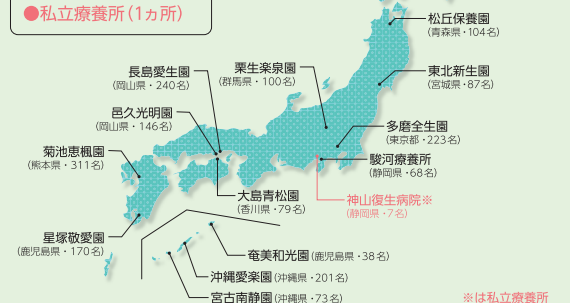 ●私立療養所（1ヵ所）
松丘保養園
（青森県・104名）
東北新生園
（宮城県・87名）
栗生楽泉園
（群馬県・100名）
長島愛生園
（岡山県・240名）
邑久光明園
（岡山県・146名）
多磨全生園
（東京都・223名）
駿河療養所
（静岡県・68名）
神山復生病院※
（静岡県・7名）
菊池恵楓園
（熊本県・311名）
大島青松園
（香川県・79名）
星塚敬愛園
（鹿児島県・170名）
奄美和光園（鹿児島県・38名）
沖縄愛楽園（沖縄県・201名）
宮古南静園（沖縄県・73名）
※は私立療養所